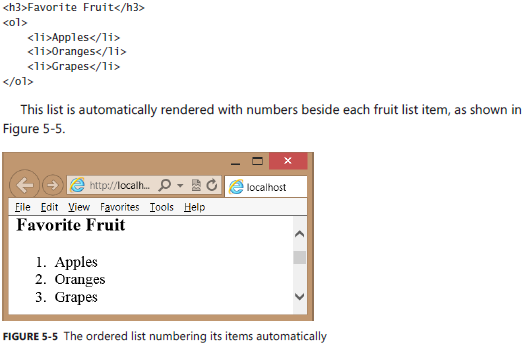 <h3>Favorite Fruit</h3>
<ol>
<li>Apples</li>
<li>Oranges</li>
<li>Grapes</li>
</ol>
This list is automatically rendered with numbers beside each fruit list item, as shown in
Figure 5-5.
http://localh...
localhost
File Edit View Favorites Tools Help
Favorite Fruit
1. Apples
2. Oranges
3. Grapes
FIGURE 5-5 The ordered list numbering its items automatically